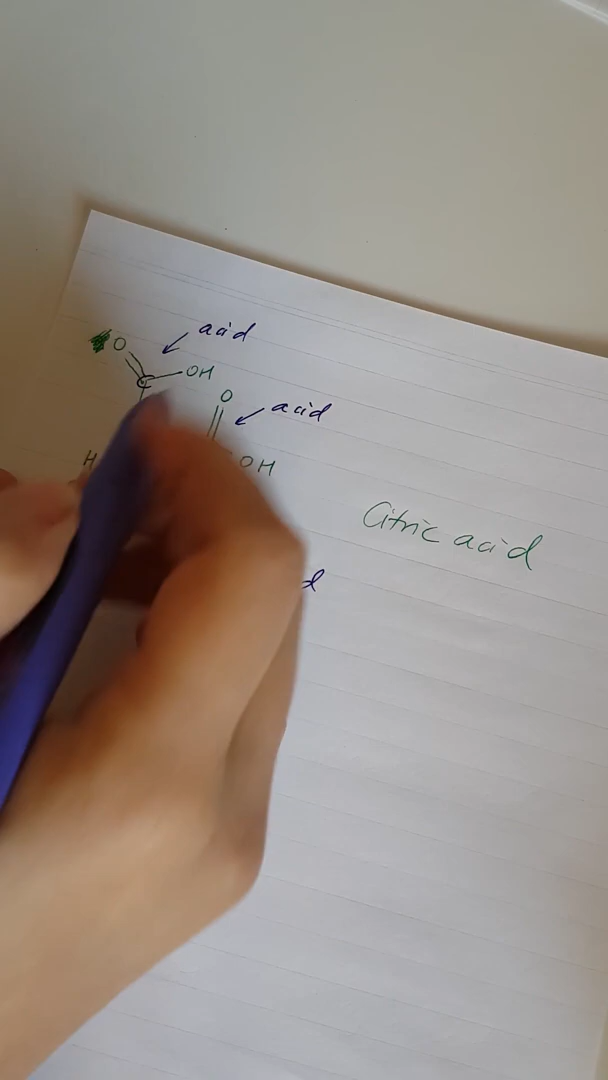 acid
O
C OH
O
acid
H
OH
Citric acid